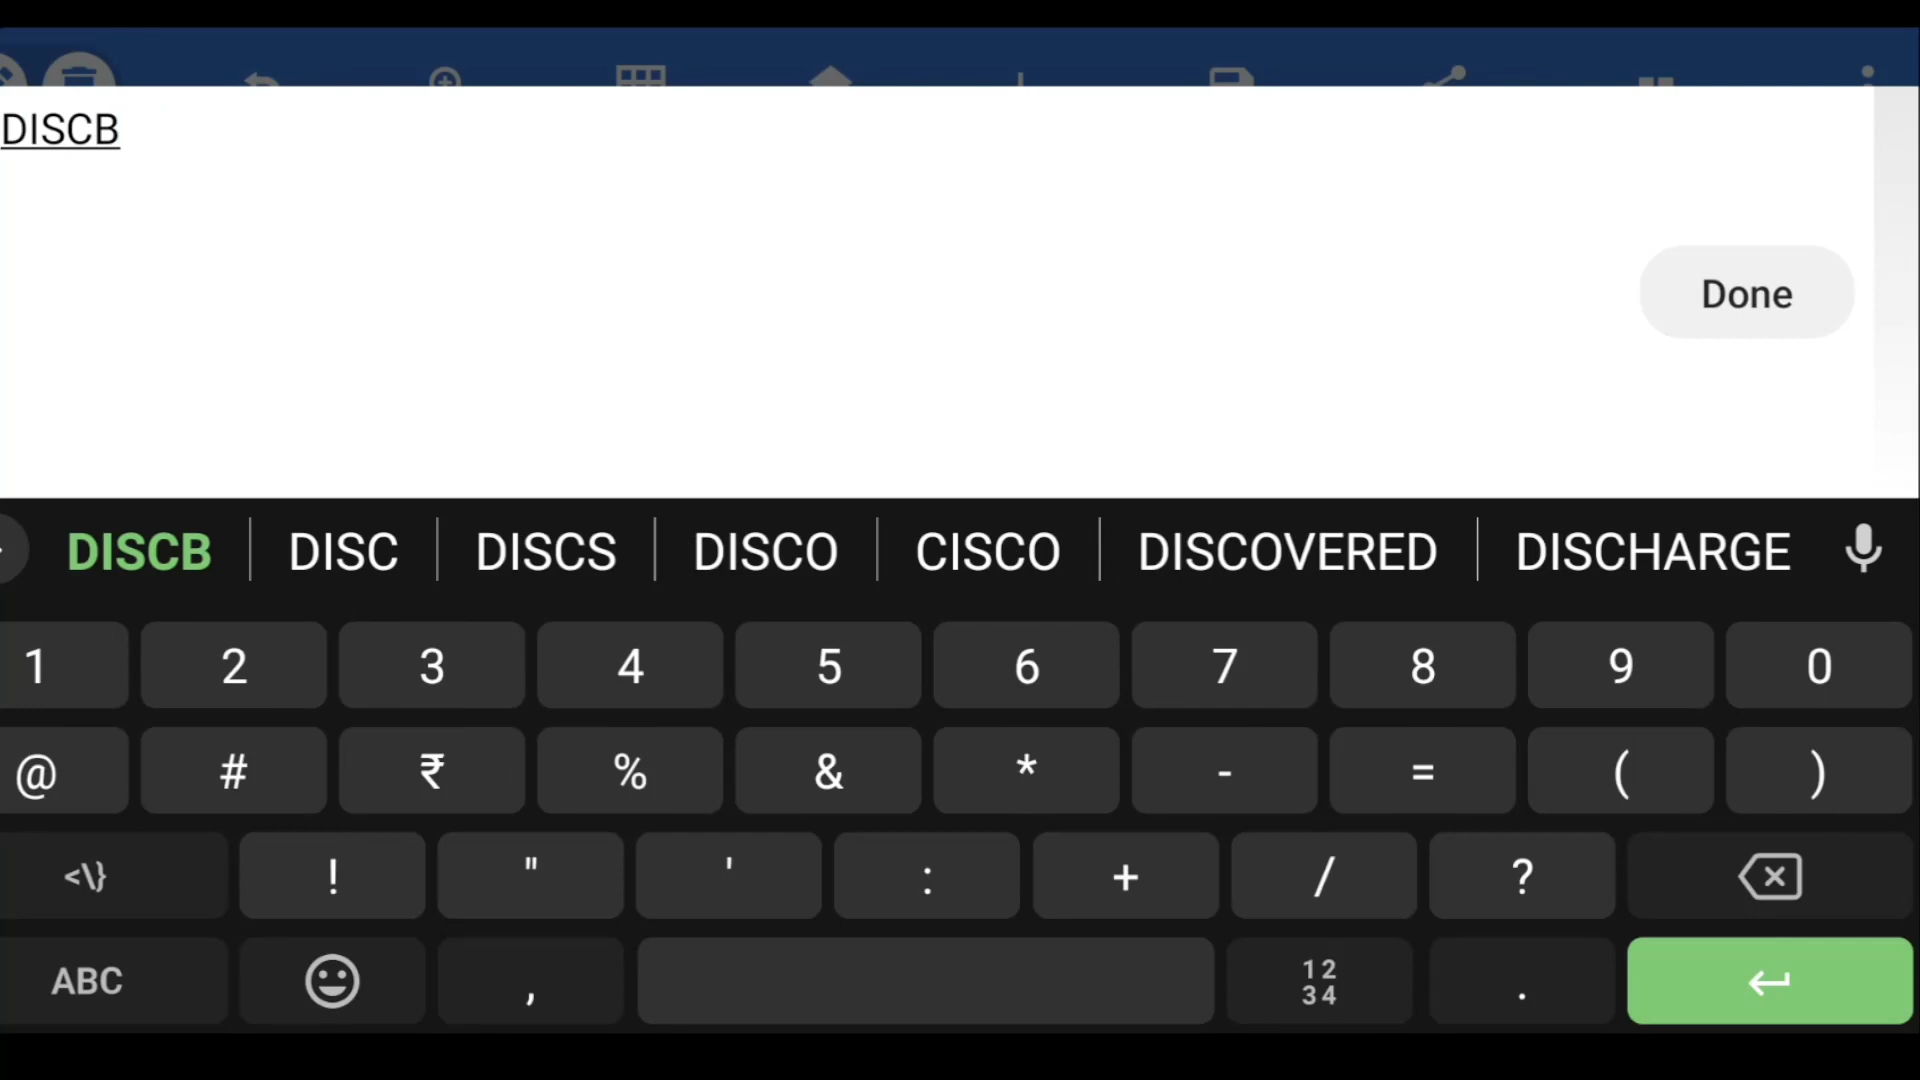 DISCB
Done
DISCB DISC DISCS DISCO CISCO DISCOVERED DISCHARGE
1 2 3 4 5 6 7 8 9 0
@ # ₹ % & * - = ( )
<\} ! " ' : + / ?
ABC , 12 34 .